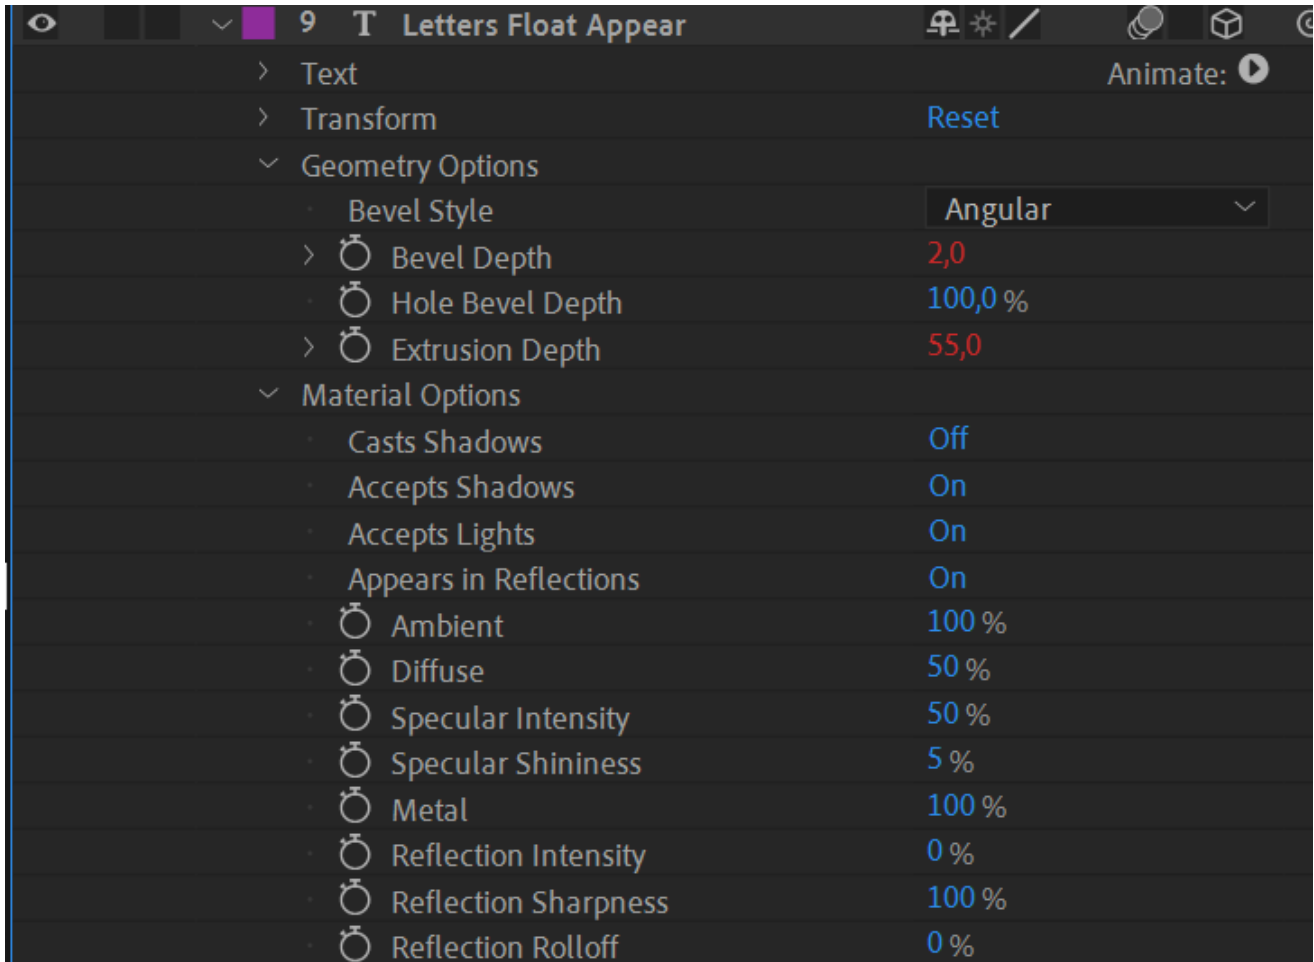 9 T Letters Float Appear
Text Animate:
Transform Reset
Geometry Options
Bevel Style Angular
Bevel Depth 2,0
Hole Bevel Depth 100,0 %
Extrusion Depth 55,0
Material Options
Casts Shadows Off
Accepts Shadows On
Accepts Lights On
Appears in Reflections On
Ambient 100 %
Diffuse 50 %
Specular Intensity 50 %
Specular Shininess 5 %
Metal 100 %
Reflection Intensity 0 %
Reflection Sharpness 100 %
Reflection Rolloff 0 %